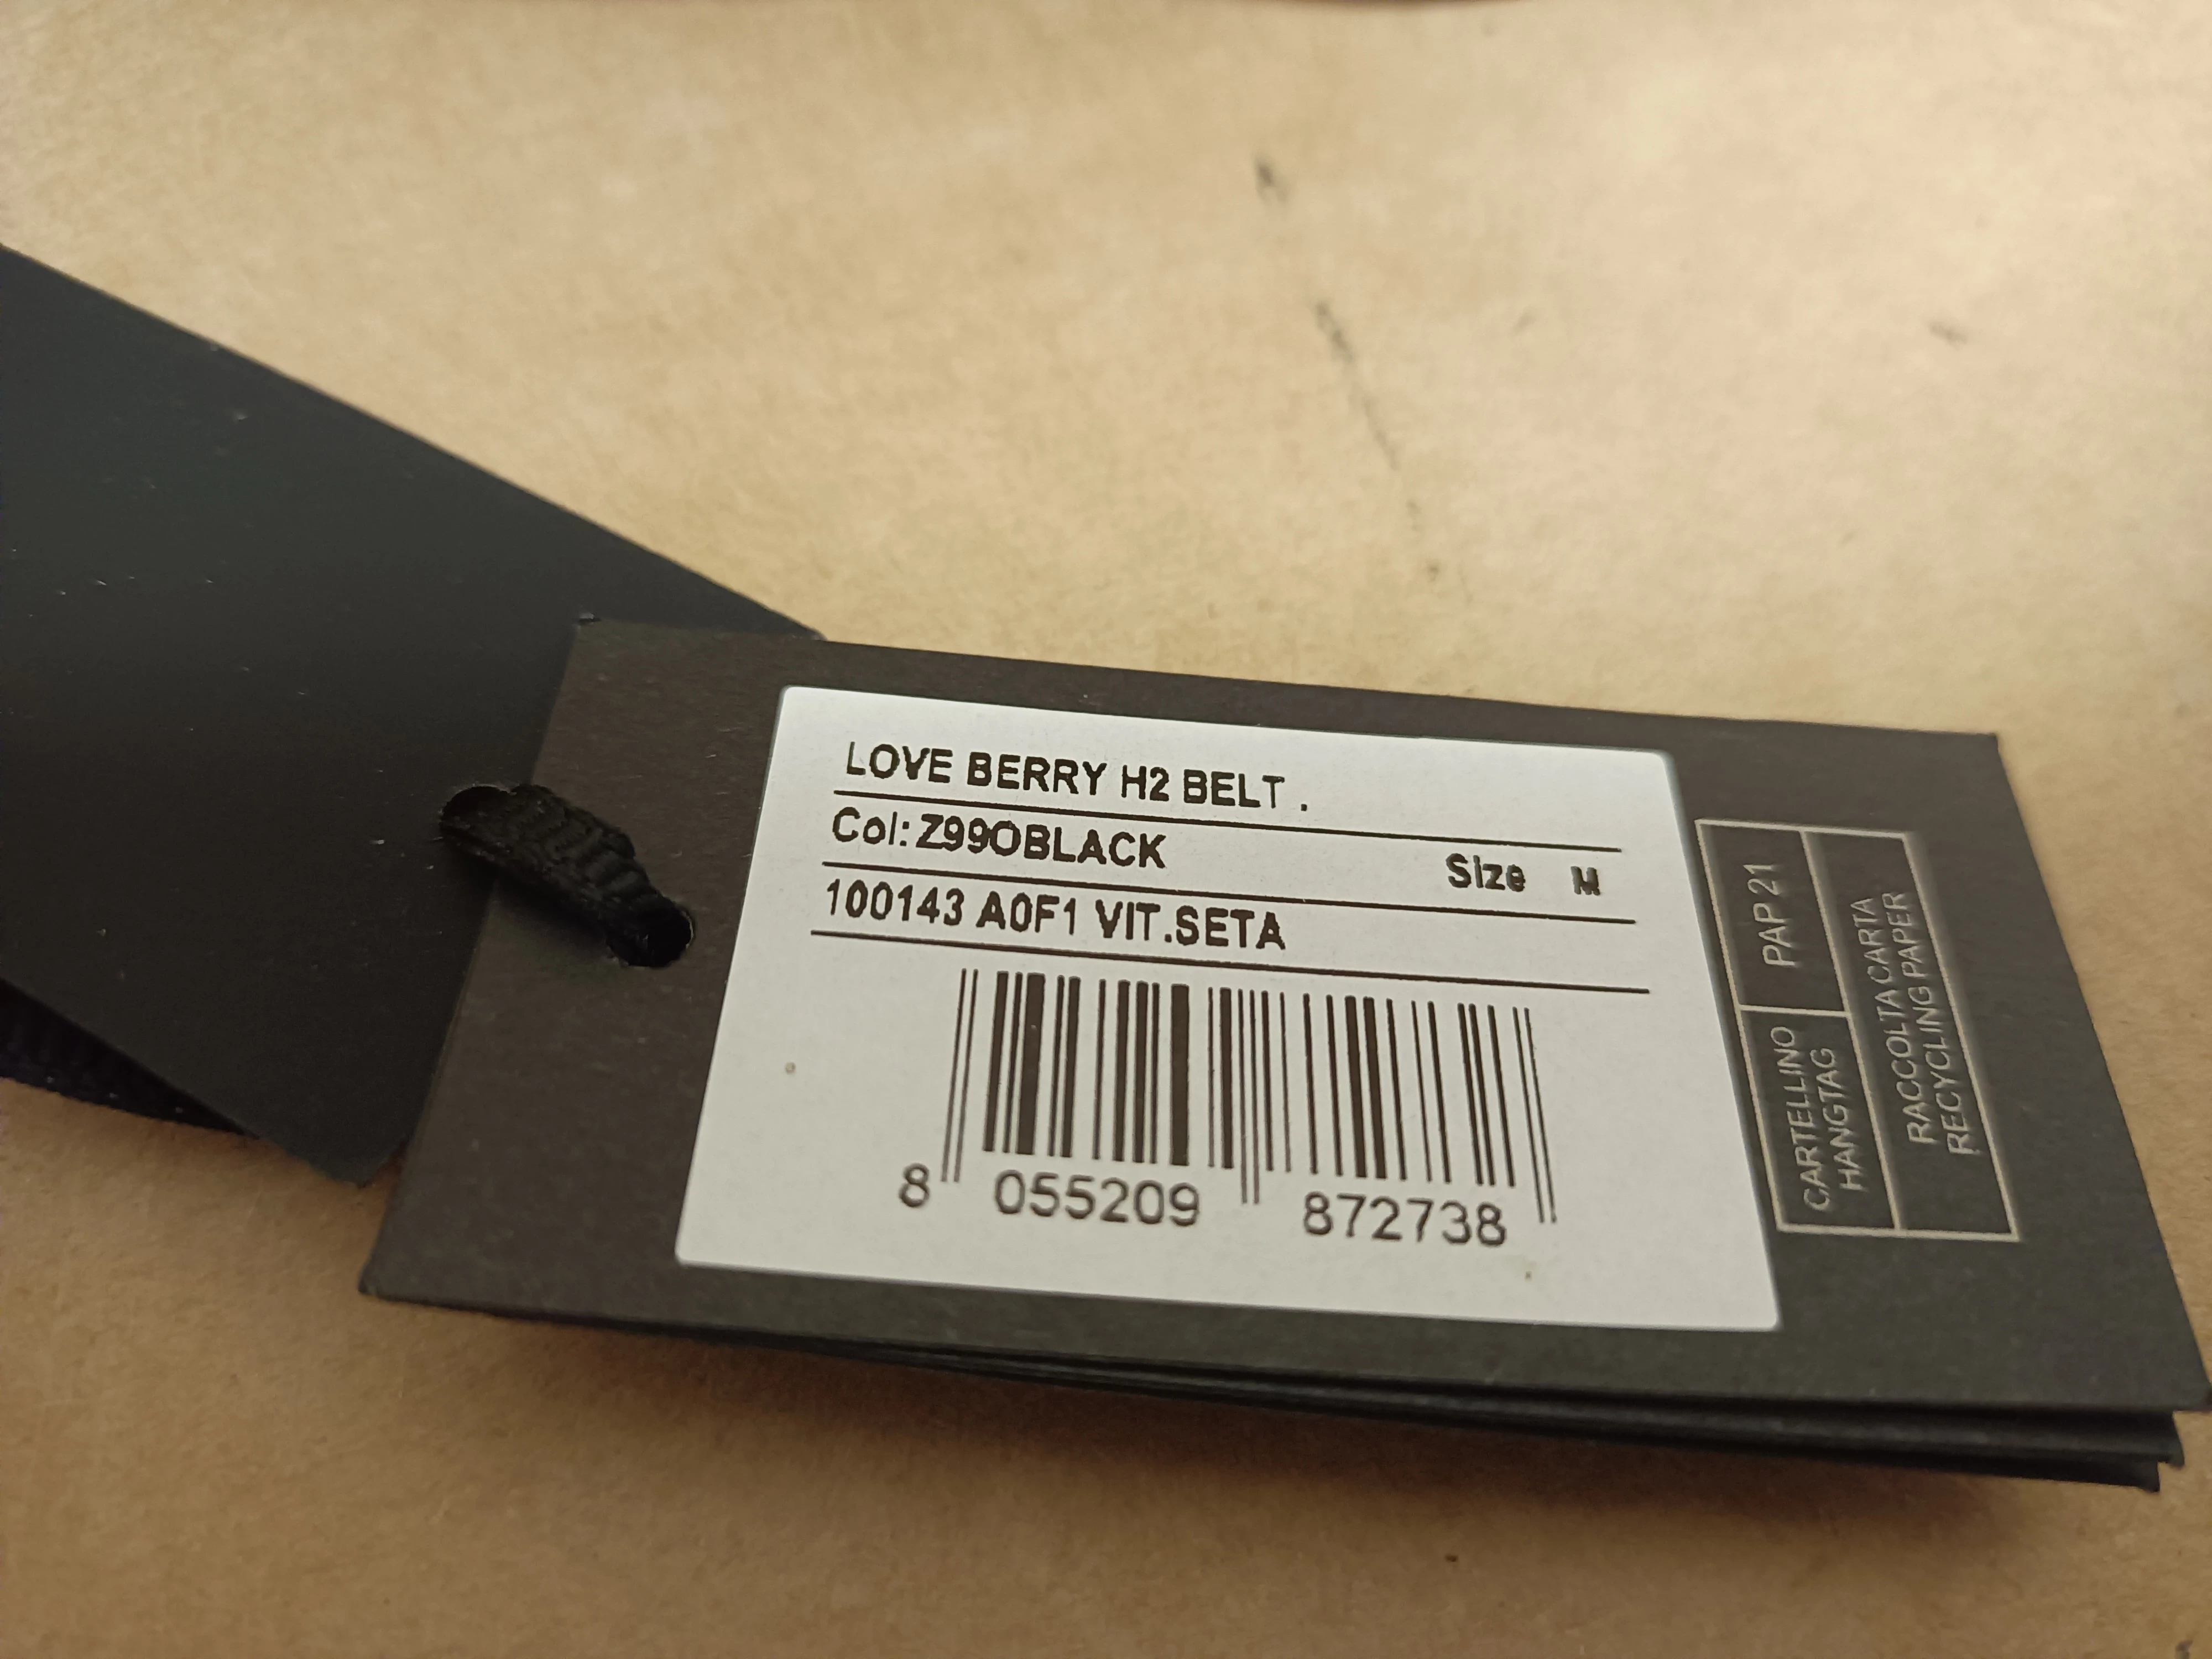 LOVE BERRY H2 BELT .
Col: Z99OBLACK Size M
100143 A0F1 VIT.SETA
8 055209 872738
CARTELLINO
HANGTAG
PAP 21
RACCOLTA CARTA
RECYCLING PAPER